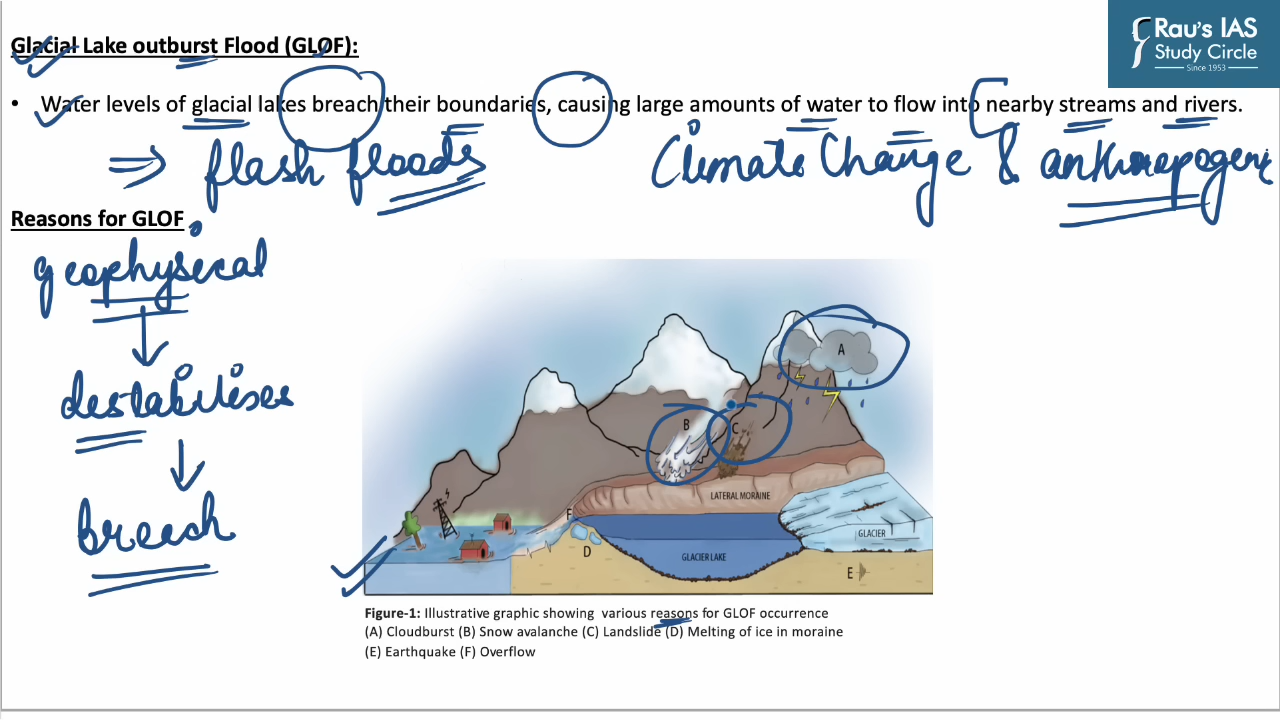 Glacial Lake outburst Flood (GLOF):
Rau's IAS
Study Circle
Since 1953
• Water levels of glacial lakes breach their boundaries, causing large amounts of water to flow into nearby streams and rivers.
⇒ flash floods
Climate Change & anthropogeni
Reasons for GLOF
geophysical
↓
destabilises
↓
breech
A
B
C
LATERAL MORAINE
F
D
GLACIER LAKE
GLACIER
E
Figure-1: Illustrative graphic showing various reasons for GLOF occurrence
(A) Cloudburst (B) Snow avalanche (C) Landslide (D) Melting of ice in moraine
(E) Earthquake (F) Overflow